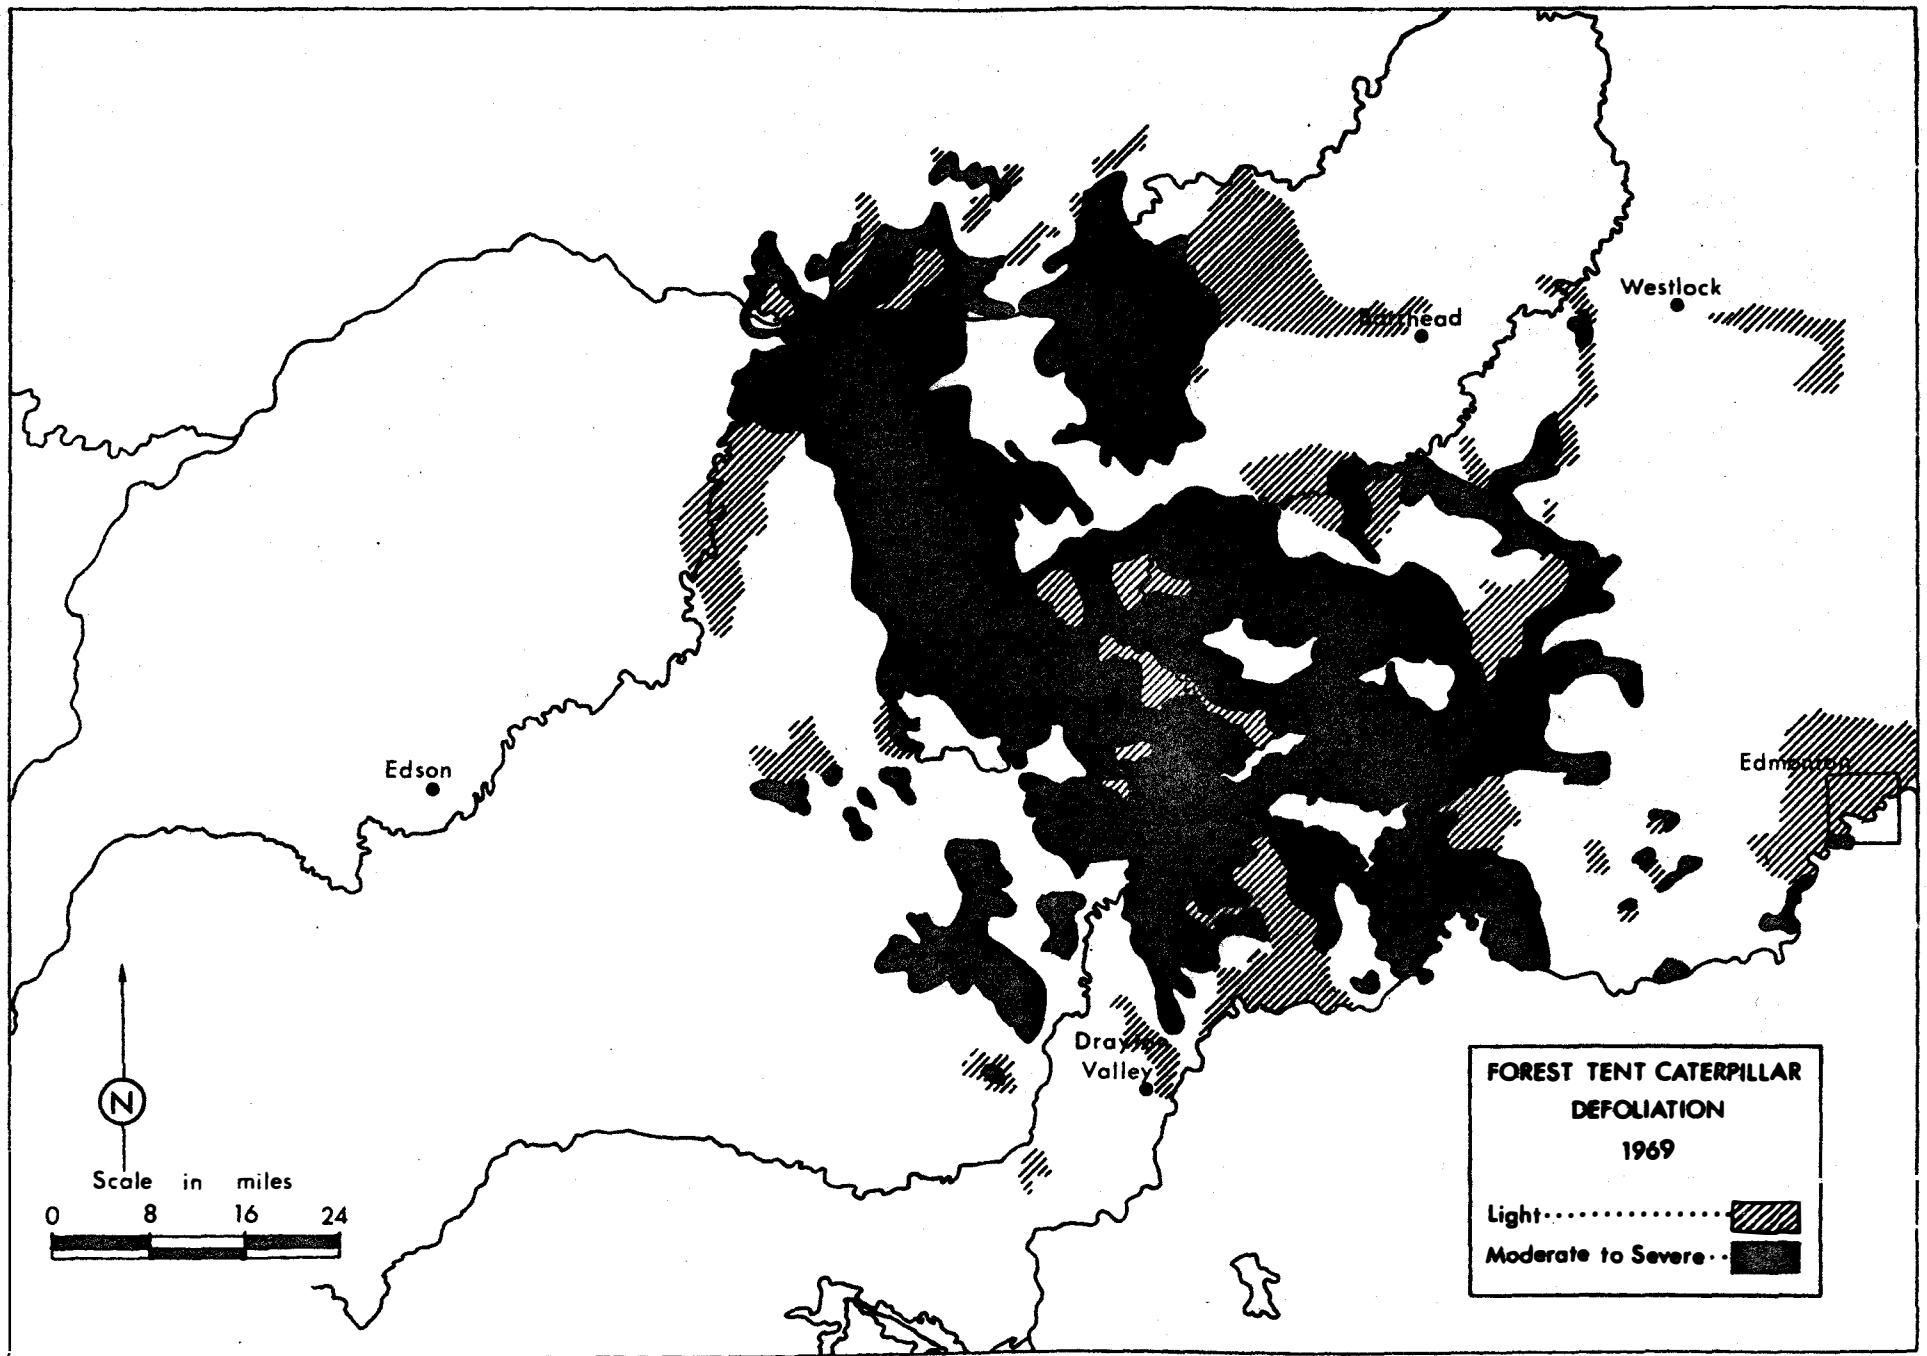 Westlock
Barrhead
Edson
Edmonton
Drayton
Valley
N
Scale in miles
0 8 16 24
FOREST TENT CATERPILLAR
DEFOLIATION
1969
Light
Moderate to Severe